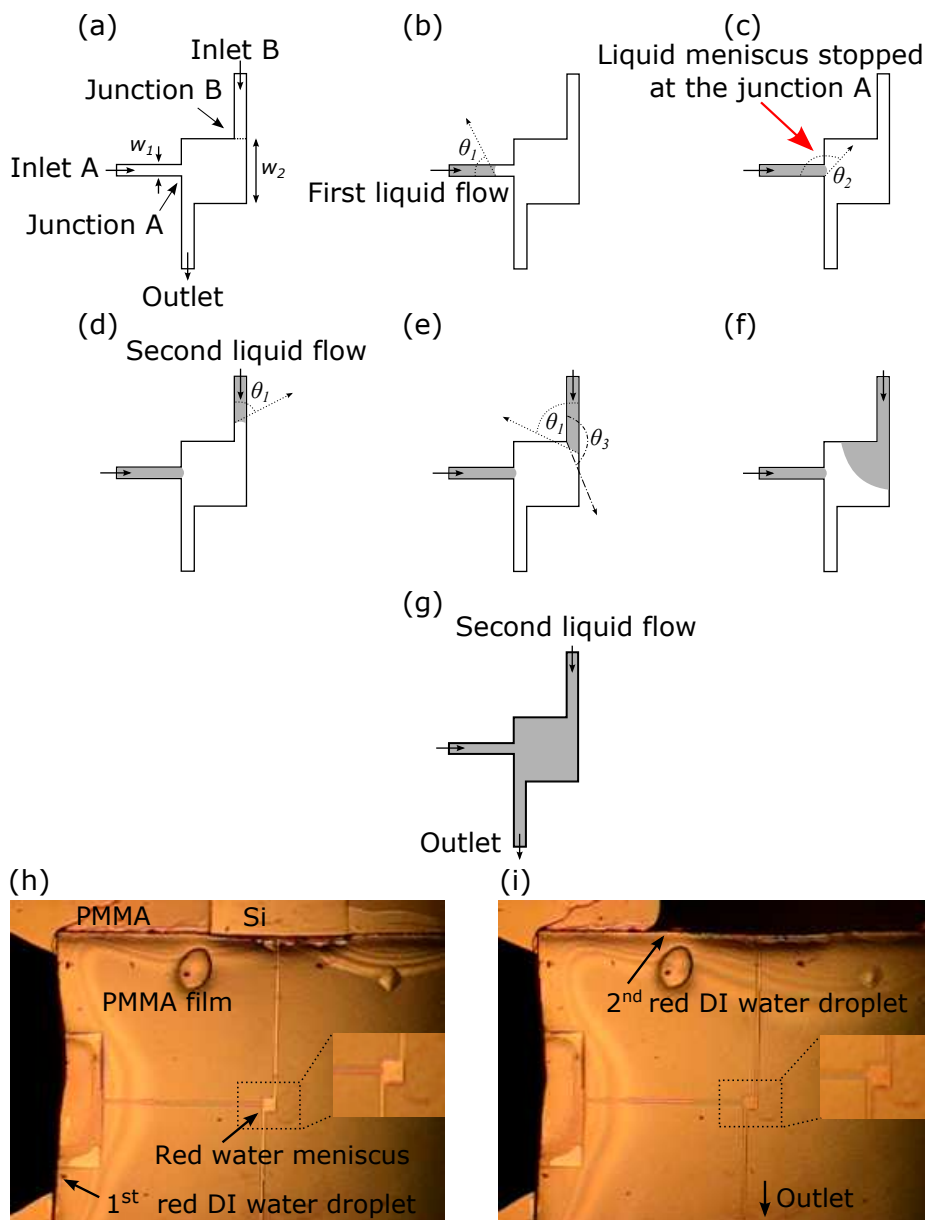 (a)
Inlet B
Junction B
w1
Inlet A
w2
Junction A
Outlet
(b)
θ1
First liquid flow
(c)
Liquid meniscus stopped
at the junction A
θ2
(d)
Second liquid flow
θ1
(e)
θ1
θ3
(f)
(g)
Second liquid flow
Outlet
(h)
PMMA
Si
PMMA film
Red water meniscus
1st red DI water droplet
(i)
2nd red DI water droplet
Outlet